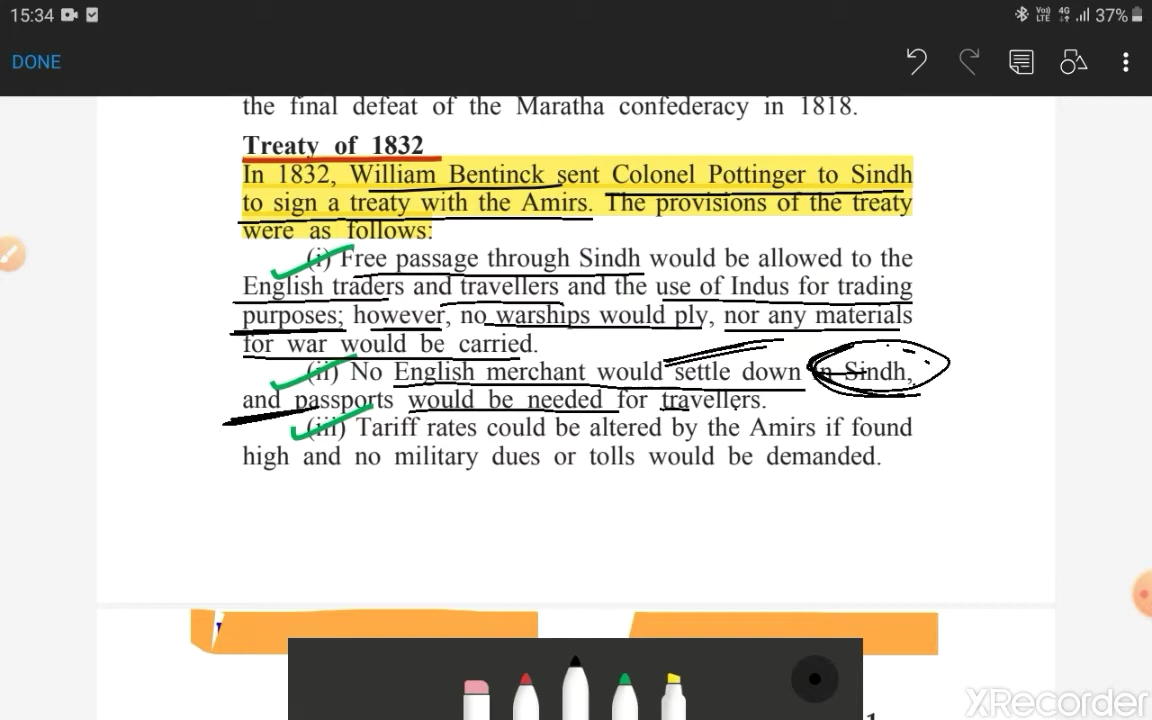 15:34 Vo) LTE 4G 37%
DONE
the final defeat of the Maratha confederacy in 1818.
Treaty of 1832
In 1832, William Bentinck sent Colonel Pottinger to Sindh
to sign a treaty with the Amirs. The provisions of the treaty
were as follows:
(i) Free passage through Sindh would be allowed to the
English traders and travellers and the use of Indus for trading
purposes; however, no warships would ply, nor any materials
for war would be carried.
(ii) No English merchant would settle down in Sindh,
and passports would be needed for travellers.
(iii) Tariff rates could be altered by the Amirs if found
high and no military dues or tolls would be demanded.
XRecorder